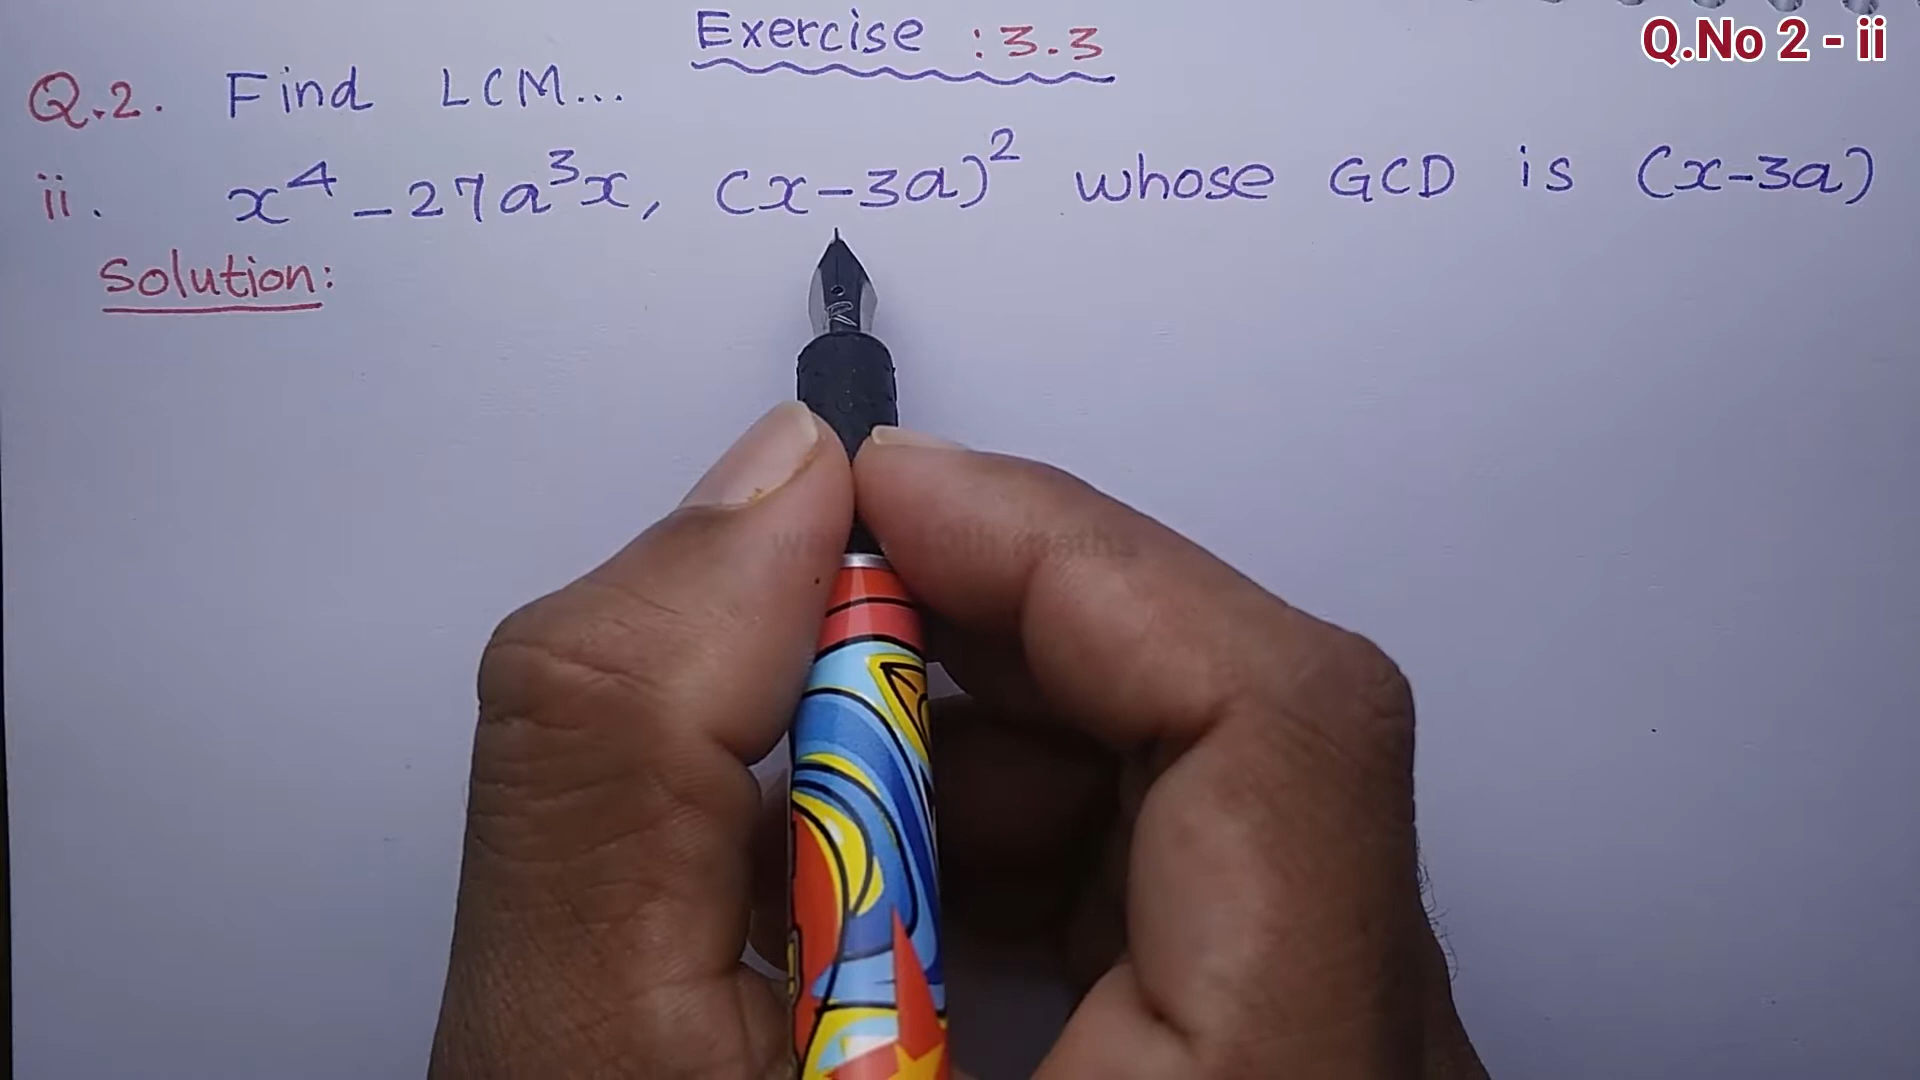 Exercise : 3.3
Q.No 2 - ii
Q.2. Find LCM...
ii. x⁴ - 27a³x, (x-3a)² whose GCD is (x-3a)
Solution: